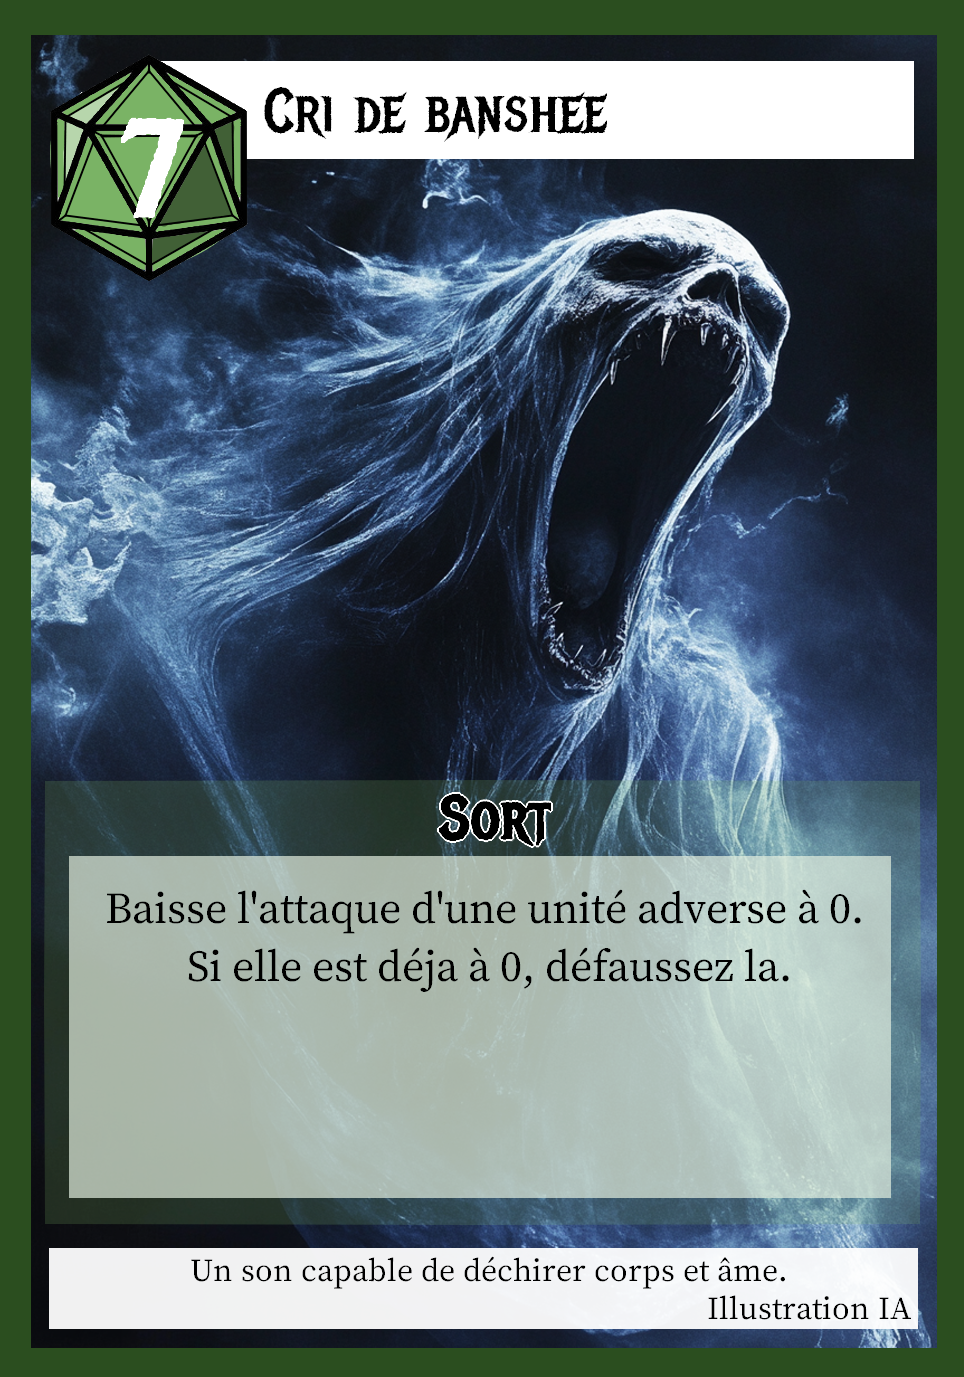 7
Cri de banshee
Sort
Baisse l'attaque d'une unité adverse à 0.
Si elle est déja à 0, défaussez la.
Un son capable de déchirer corps et âme.
Illustration IA